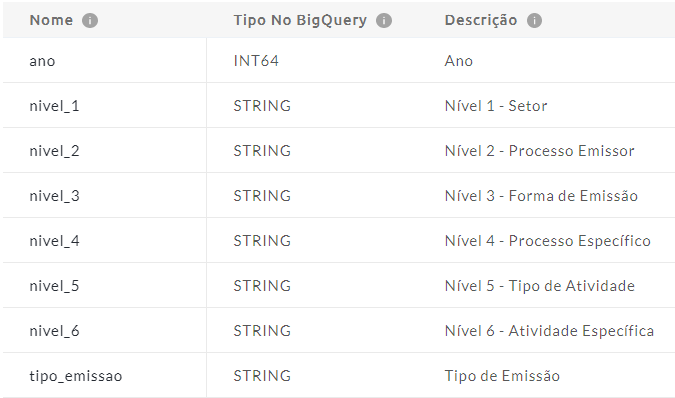 Nome Tipo No BigQuery Descrição
ano INT64 Ano
nivel_1 STRING Nível 1 - Setor
nivel_2 STRING Nível 2 - Processo Emissor
nivel_3 STRING Nível 3 - Forma de Emissão
nivel_4 STRING Nível 4 - Processo Específico
nivel_5 STRING Nível 5 - Tipo de Atividade
nivel_6 STRING Nível 6 - Atividade Específica
tipo_emissao STRING Tipo de Emissão